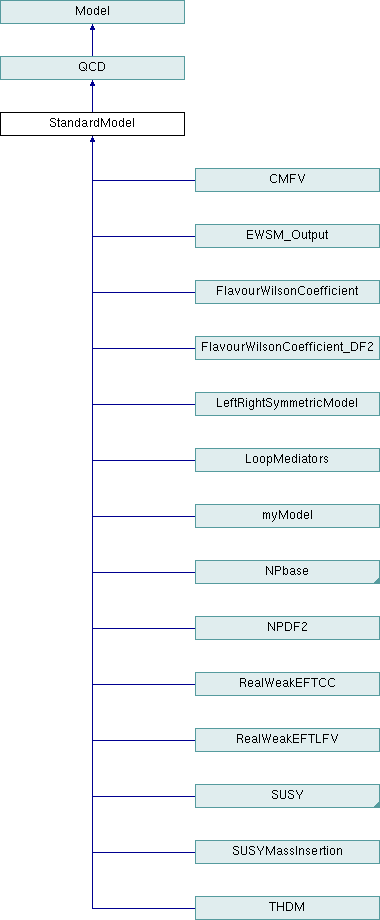 Model
QCD
StandardModel
CMFV
EWSM_Output
FlavourWilsonCoefficient
FlavourWilsonCoefficient_DF2
LeftRightSymmetricModel
LoopMediators
myModel
NPbase
NPDF2
RealWeakEFTCC
RealWeakEFTLFV
SUSY
SUSYMassInsertion
THDM